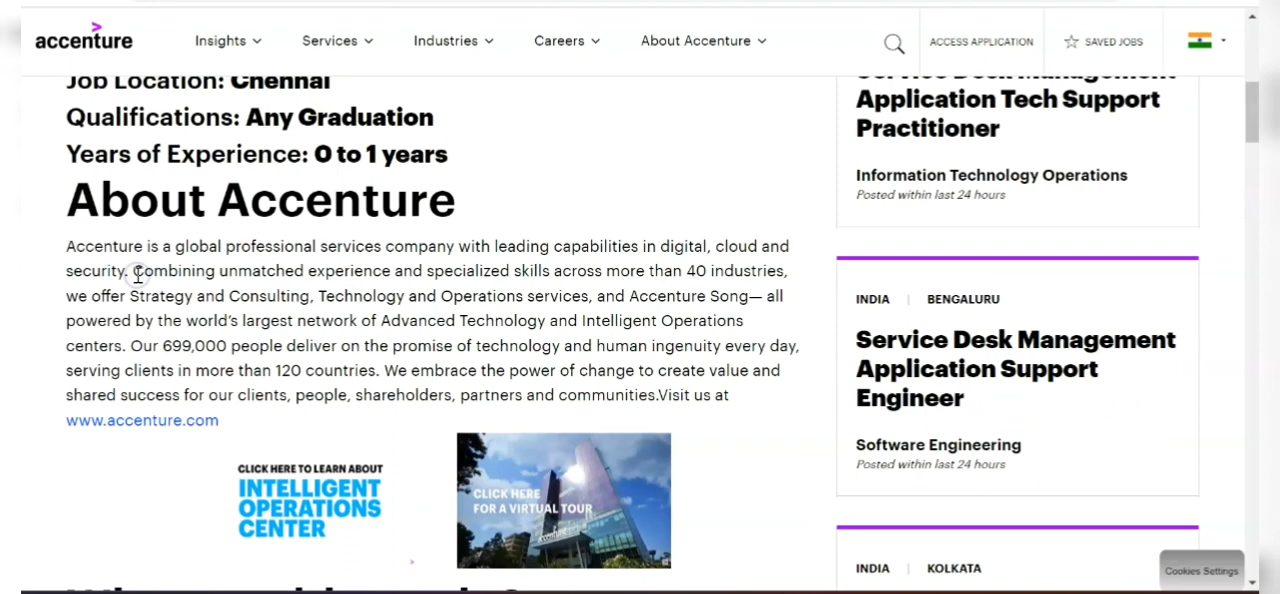 accenture
Insights
Services
Industries
Careers
About Accenture
ACCESS APPLICATION
SAVED JOBS
Job Location: Chennai
Qualifications: Any Graduation
Years of Experience: 0 to 1 years
About Accenture
Accenture is a global professional services company with leading capabilities in digital, cloud and
security. Combining unmatched experience and specialized skills across more than 40 industries,
we offer Strategy and Consulting, Technology and Operations services, and Accenture Song— all
powered by the world's largest network of Advanced Technology and Intelligent Operations
centers. Our 699,000 people deliver on the promise of technology and human ingenuity every day,
serving clients in more than 120 countries. We embrace the power of change to create value and
shared success for our clients, people, shareholders, partners and communities.Visit us at
www.accenture.com
CLICK HERE TO LEARN ABOUT
INTELLIGENT
OPERATIONS
CENTER
CLICK HERE
FOR A VIRTUAL TOUR
accenture
Service Desk Management
Application Tech Support
Practitioner
Information Technology Operations
Posted within last 24 hours
INDIA | BENGALURU
Service Desk Management
Application Support
Engineer
Software Engineering
Posted within last 24 hours
INDIA | KOLKATA
Cookies Settings